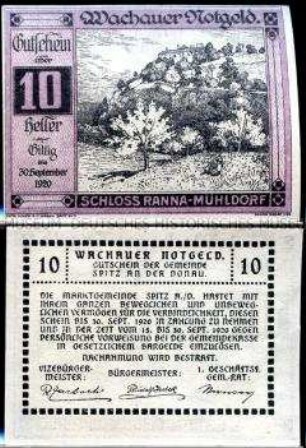 Wachauer Notgeld.
Gutschein
über
10
Heller
Giltig
bis
30. September
1920
SCHLOSS RANNA-MÜHLDORF
WACHAUER NOTGELD.
10 GUTSCHEIN DER GEMEINDE 10
SPITZ AN DER DONAU.
DIE MARKTGEMEINDE SPITZ A./D. HAFTET MIT
IHREM GANZEN BEWEGLICHEN UND UNBEWEG-
LICHEN VERMÖGEN FÜR DIE VERBINDLICHKEIT, DIESEN
SCHEIN BIS 30. SEPT. 1920 IN ZAHLUNG ZU NEHMEN
UND IN DER ZEIT VOM 15. BIS 30. SEPT. 1920 GEGEN
PERSÖNLICHE VORWEISUNG BEI DER GEMEINDEKASSE
IN GESETZLICHEM BARGELDE EINZULÖSEN.
NACHAHMUNG WIRD BESTRAFT.
VIZEBÜRGER- BÜRGERMEISTER: 1. GESCHÄFTS.
MEISTER: GEM.-RAT: